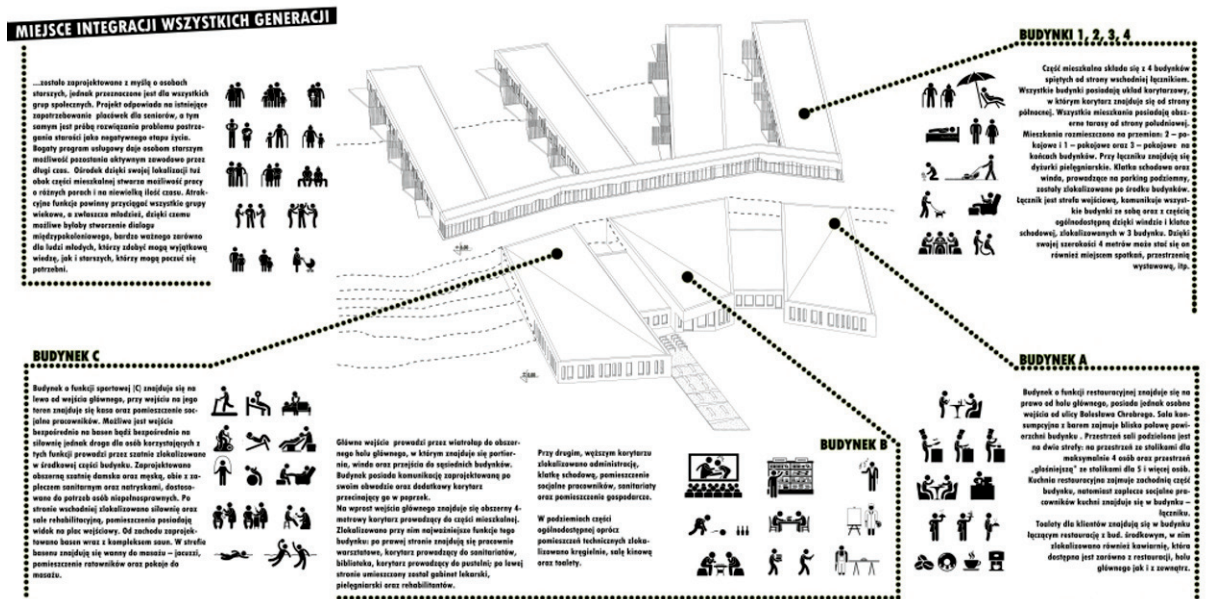 MIEJSCE INTEGRACJI WSZYSTKICH GENERACJI
...zostało zaprojektowane z myślą o osobach
starszych, jednak przeznaczone jest dla wszystkich
grup społecznych. Projekt odpowiada na istniejące
zapotrzebowanie placówek dla seniorów, a tym
samym jest próbą rozwiązania problemu postrze-
gania starości jako negatywnego etapu życia.
Bogaty program usługowy daje osobom starszym
możliwość pozostania aktywnym zawodowo przez
długi czas. Ośrodek dzięki swojej lokalizacji tuż
obok części mieszkalnej stwarza możliwość pracy
o różnych porach i na niewielką ilość czasu. Atrak-
cyjne funkcje powinny przyciągać wszystkie grupy
wiekowe, a zwłaszcza młodzież, dzięki czemu
możliwe byłoby stworzenie dialogu
międzypokoleniowego, bardzo ważnego zarówno
dla ludzi młodych, którzy zdobyć mogą wyjątkową
wiedzę, jak i starszych, którzy mogą poczuć się
potrzebni.
BUDYNKI 1, 2, 3, 4
Część mieszkalna składa się z 4 budynków
spiętych od strony wschodniej łącznikiem.
Wszystkie budynki posiadają układ korytarzowy,
w którym korytarz znajduje się od strony
północnej. Wszystkie mieszkania posiadają obsz-
erne tarasy od strony południowej.
Mieszkania rozmieszczono na przemian: 2 – po-
kojowe i 1 – pokojowe oraz 3 – pokojowe na
końcach budynków. Przy łączniku znajdują się
dyżurki pielęgniarskie. Klatka schodowa oraz
winda, prowadzące na parking podziemny,
zostały zlokalizowane po środku budynków.
Łącznik jest strefą wejściową, komunikuje wszyst-
kie budynki ze sobą oraz z częścią
ogólnodostępną dzięki windzie i klatce
schodowej, zlokalizowanych w 3 budynku. Dzięki
swojej szerokości 4 metrów może stać się on
również miejscem spotkań, przestrzenią
wystawową, itp.
BUDYNEK C
Budynek o funkcji sportowej (C) znajduje się na
lewo od wejścia głównego, przy wejściu na jego
teren znajduje się kasa oraz pomieszczenie soc-
jalne pracowników. Możliwe jest wejście
bezpośrednio na basen bądź bezpośrednio na
siłownię jednak droga dla osób korzystających z
tych funkcji prowadzi przez szatnie zlokalizowane
w środkowej części budynku. Zaprojektowano
obszerną szatnię damską oraz męską, obie z za-
pleczem sanitarnym oraz natryskami, dostoso-
wane do potrzeb osób niepełnosprawnych. Po
stronie wschodniej zlokalizowano siłownię oraz
sale rehabilitacyjną, pomieszczenia posiadają
widok na plac wejściowy. Od zachodu zaprojek-
towano basen wraz z kompleksem saun. W strefie
basenu znajdują się wanny do masażu – jacuzzi,
pomieszczenie ratowników oraz pokoje do
masażu.
Główne wejście prowadzi przez wiatrołap do obszer-
nego holu głównego, w którym znajduje się portier-
nia, winda oraz przejścia do sąsiednich budynków.
Budynek posiada komunikację zaprojektowaną po
swoim obwodzie oraz dodatkowy korytarz
przecinający go w poprzek.
Na wprost wejścia głównego znajduje się obszerny 4-
metrowy korytarz prowadzący do części mieszkalnej.
Zlokalizowano przy nim najważniejsze funkcje tego
budynku: po prawej stronie znajdują się pracownie
warsztatowe, korytarz prowadzący do sanitariatów,
biblioteka, korytarz prowadzący do pustelni; po lewej
stronie umieszczony został gabinet lekarski,
pielęgniarski oraz rehabilitantów.
Przy drugim, węższym korytarzu
zlokalizowano administrację,
klatkę schodową, pomieszczenie
socjalne pracowników, sanitariaty
oraz pomieszczenie gospodarcze.
W podziemiach części
ogólnodostępnej oprócz
pomieszczeń technicznych zloka-
lizowano kręgielnię, salę kinową
oraz toalety.
BUDYNEK B
BUDYNEK A
Budynek o funkcji restauracyjnej znajduje się na
prawo od holu głównego, posiada jednak osobne
wejścia od ulicy Bolesława Chrobrego. Sala kon-
sumpcyjna z barem zajmuje blisko połowę powi-
erzchni budynku . Przestrzeń sali podzielona jest
na dwie strefy: na przestrzeń ze stolikami dla
maksymalnie 4 osób oraz przestrzeń
„głośniejszą" ze stolikami dla 5 i więcej osób.
Kuchnia restauracyjna zajmuje zachodnią część
budynku, natomiast zaplecze socjalne pra-
cowników kuchni znajduje się w budynku –
łączniku.
Toalety dla klientów znajdują się w budynku
łączącym restaurację z bud. środkowym, w nim
zlokalizowano również kawiarnię, która
dostępna jest zarówno z restauracji, holu
głównego jak i z zewnątrz.